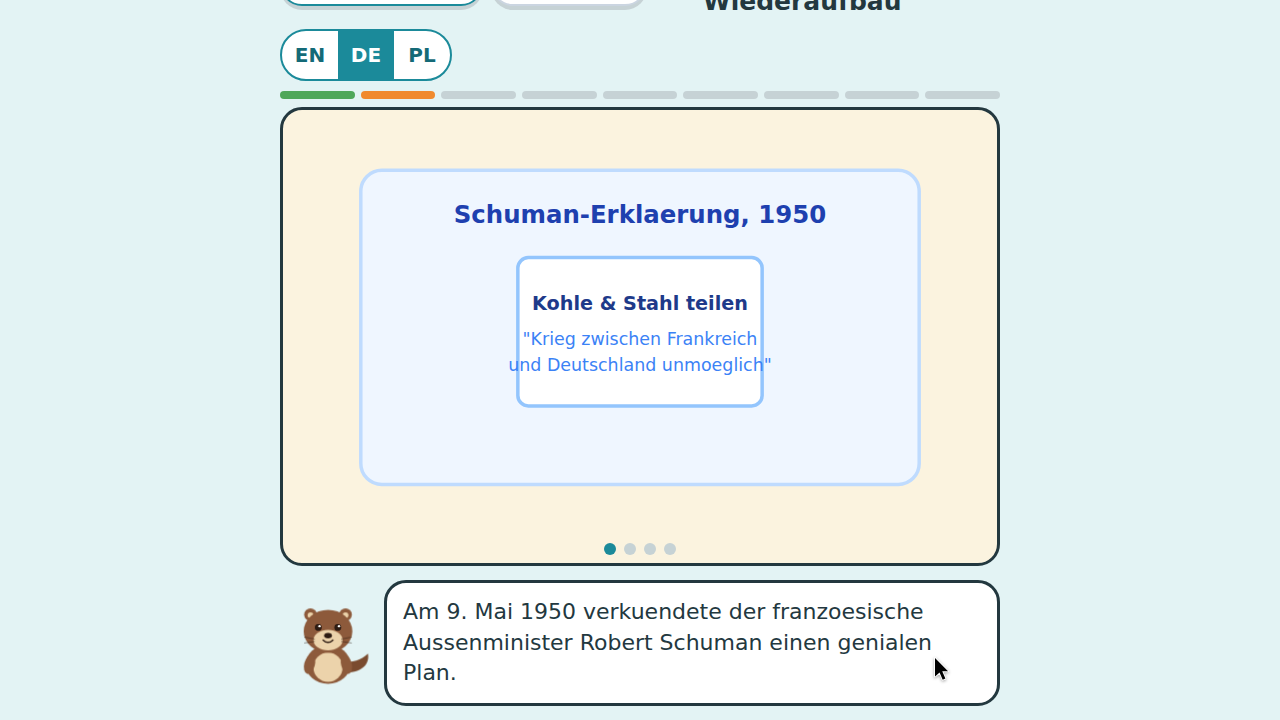 Wiederaufbau
EN DE PL
Schuman-Erklaerung, 1950
Kohle & Stahl teilen
"Krieg zwischen Frankreich
und Deutschland unmoeglich"
Am 9. Mai 1950 verkuendete der franzoesische
Aussenminister Robert Schuman einen genialen
Plan.